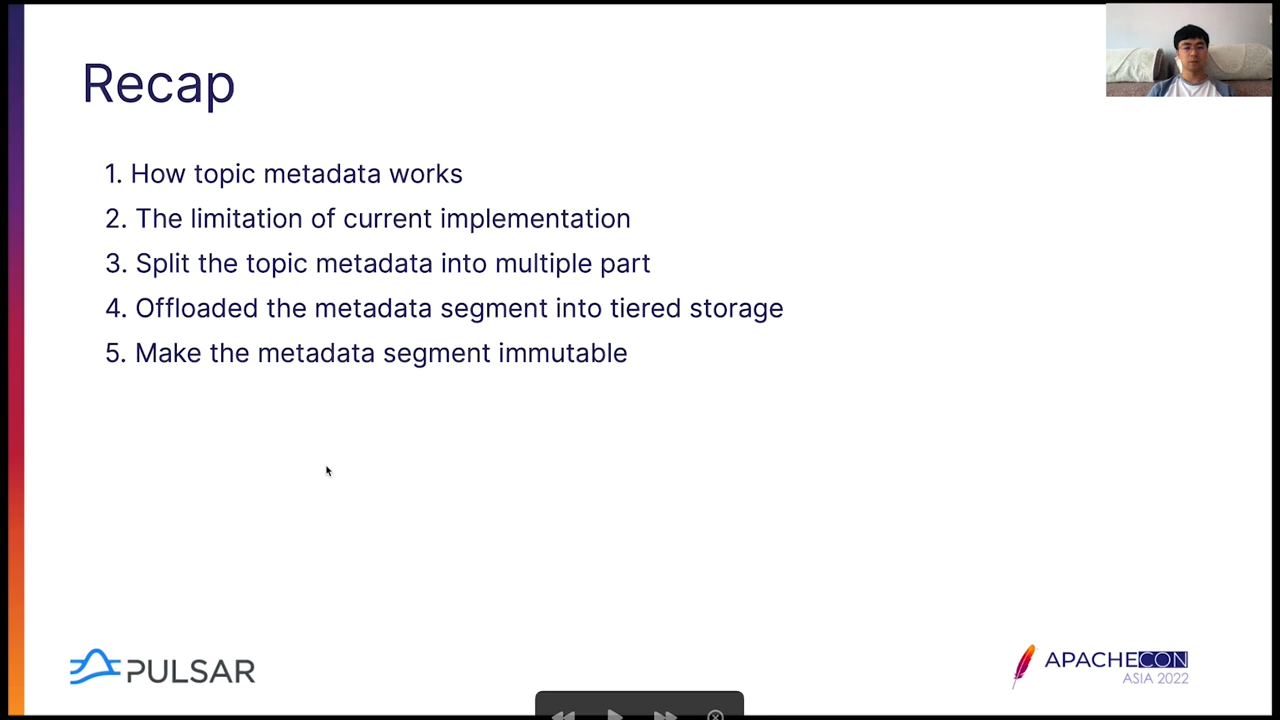 Recap
1. How topic metadata works
2. The limitation of current implementation
3. Split the topic metadata into multiple part
4. Offloaded the metadata segment into tiered storage
5. Make the metadata segment immutable
PULSAR
APACHECON
ASIA 2022